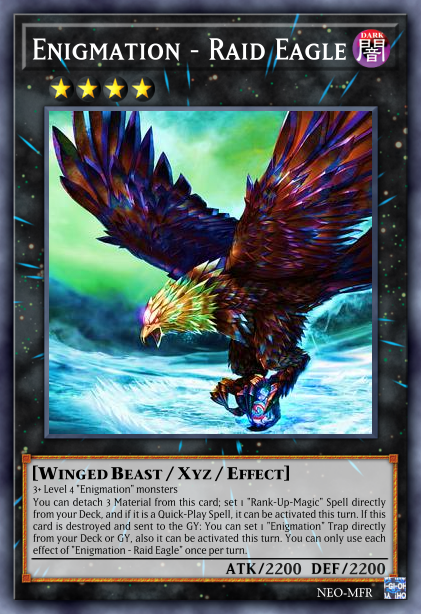 Enigmation - Raid Eagle
DARK
闇
[Winged Beast / Xyz / Effect]
3+ Level 4 "Enigmation" monsters
You can detach 3 Material from this card; set 1 "Rank-Up-Magic" Spell directly
from your Deck, and if it is a Quick-Play Spell, it can be activated this turn. If this
card is destroyed and sent to the GY: You can set 1 "Enigmation" Trap directly
from your Deck or GY, also it can be activated this turn. You can only use each
effect of "Enigmation - Raid Eagle" once per turn.
ATK/2200 DEF/2200
NEO-MFR